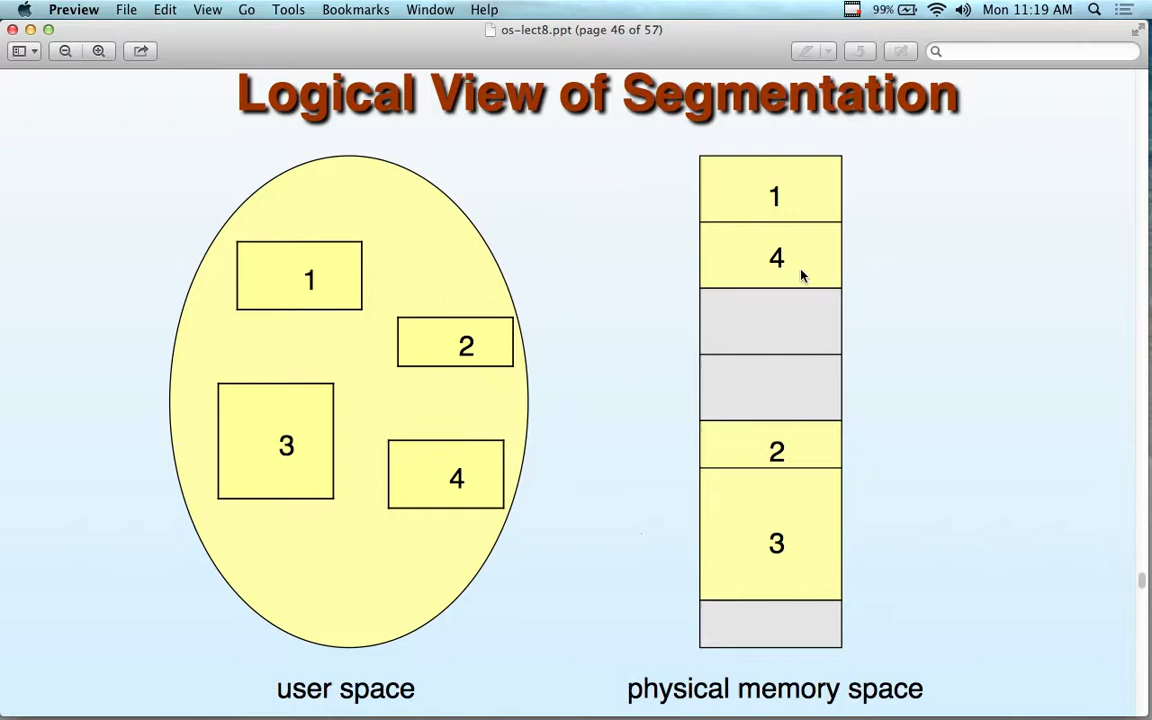 Preview File Edit View Go Tools Bookmarks Window Help 99% Mon 11:19 AM
os-lect8.ppt (page 46 of 57)
Logical View of Segmentation
1
2
3
4
1
4
2
3
user space
physical memory space